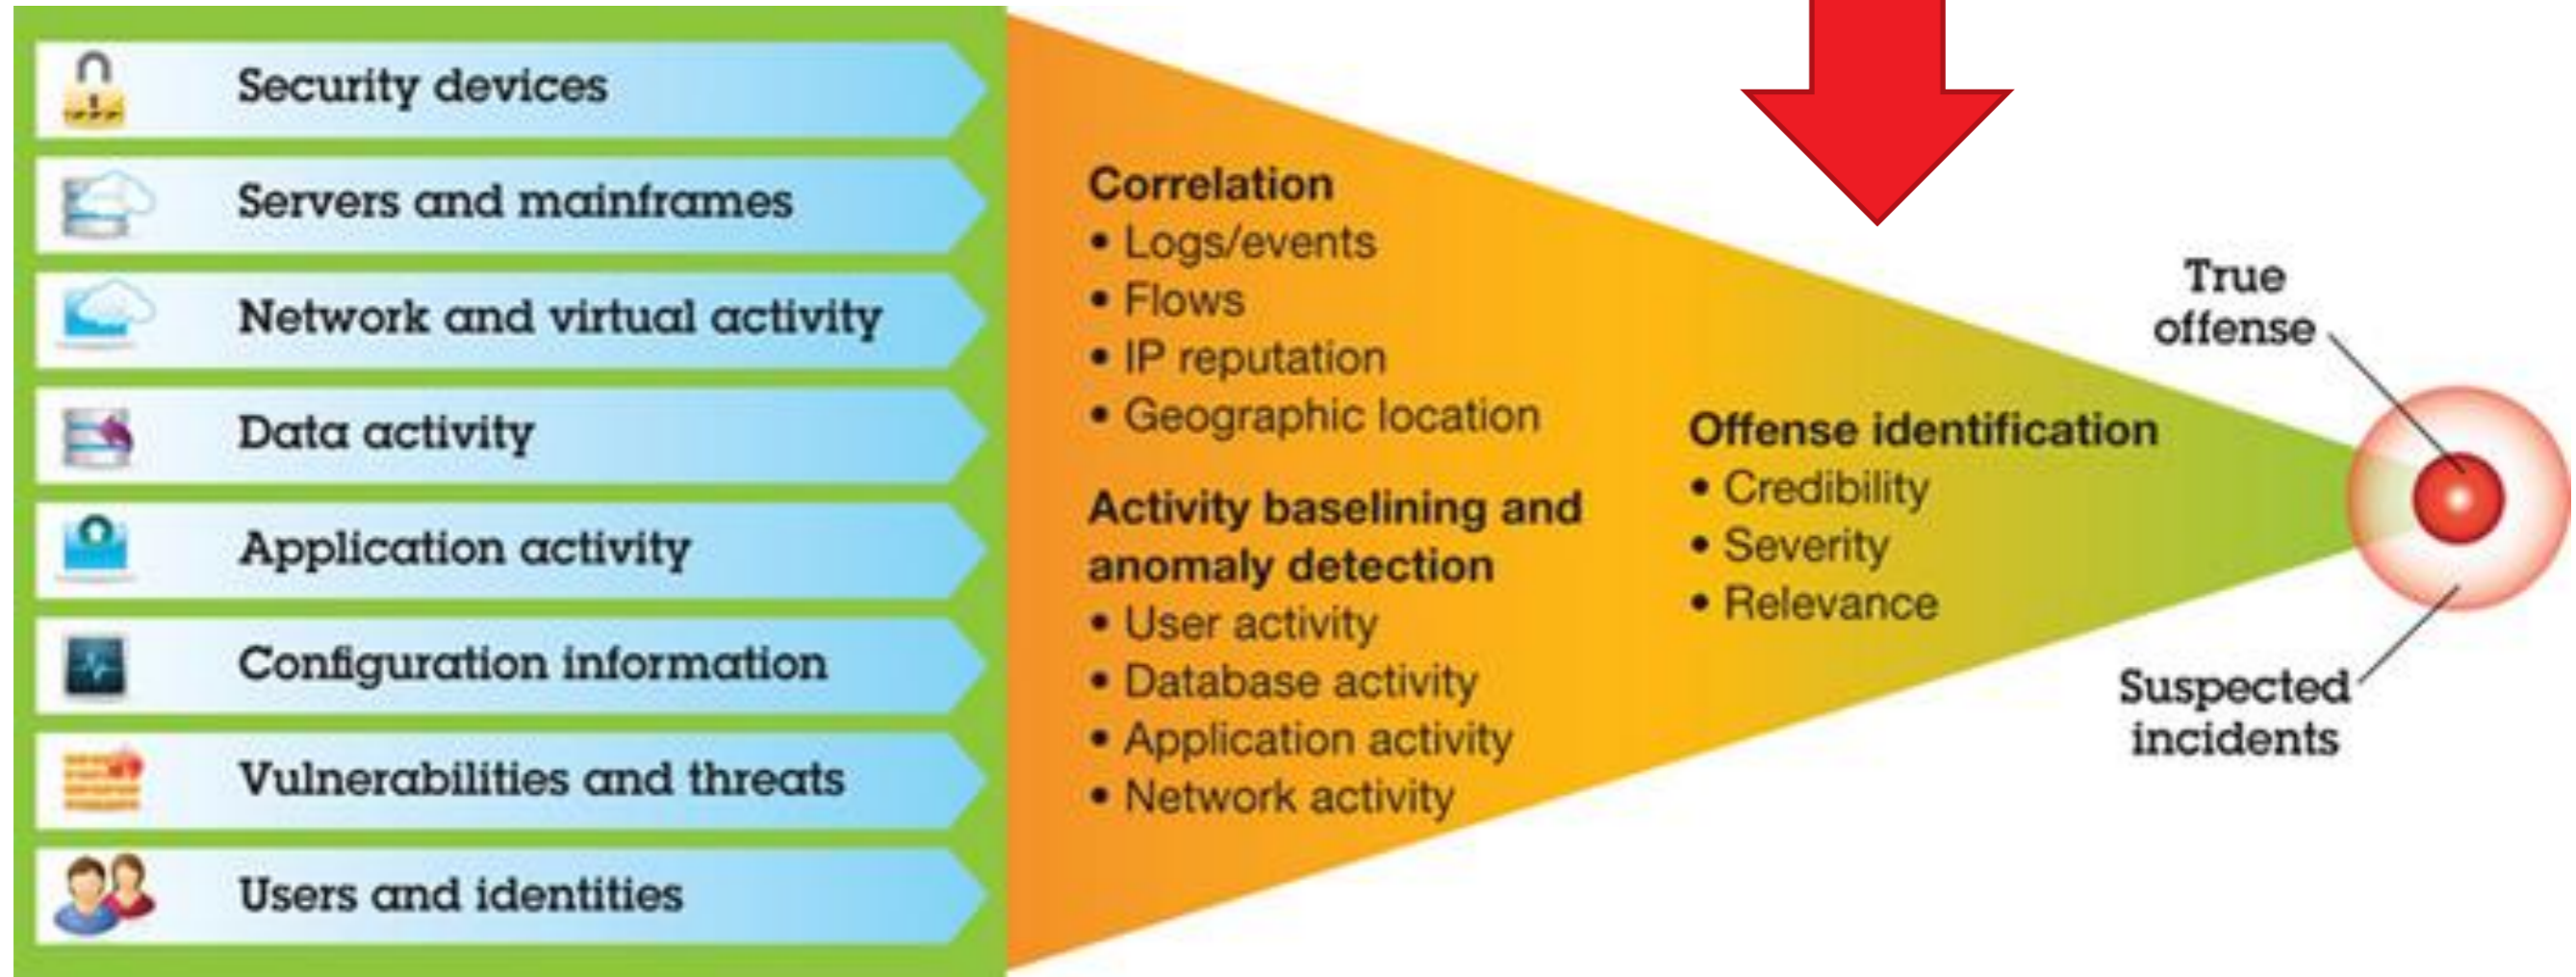 Security devices
Servers and mainframes
Network and virtual activity
Data activity
Application activity
Configuration information
Vulnerabilities and threats
Users and identities
Correlation
• Logs/events
• Flows
• IP reputation
• Geographic location
Activity baselining and
anomaly detection
• User activity
• Database activity
• Application activity
• Network activity
Offense identification
• Credibility
• Severity
• Relevance
True
offense
Suspected
incidents